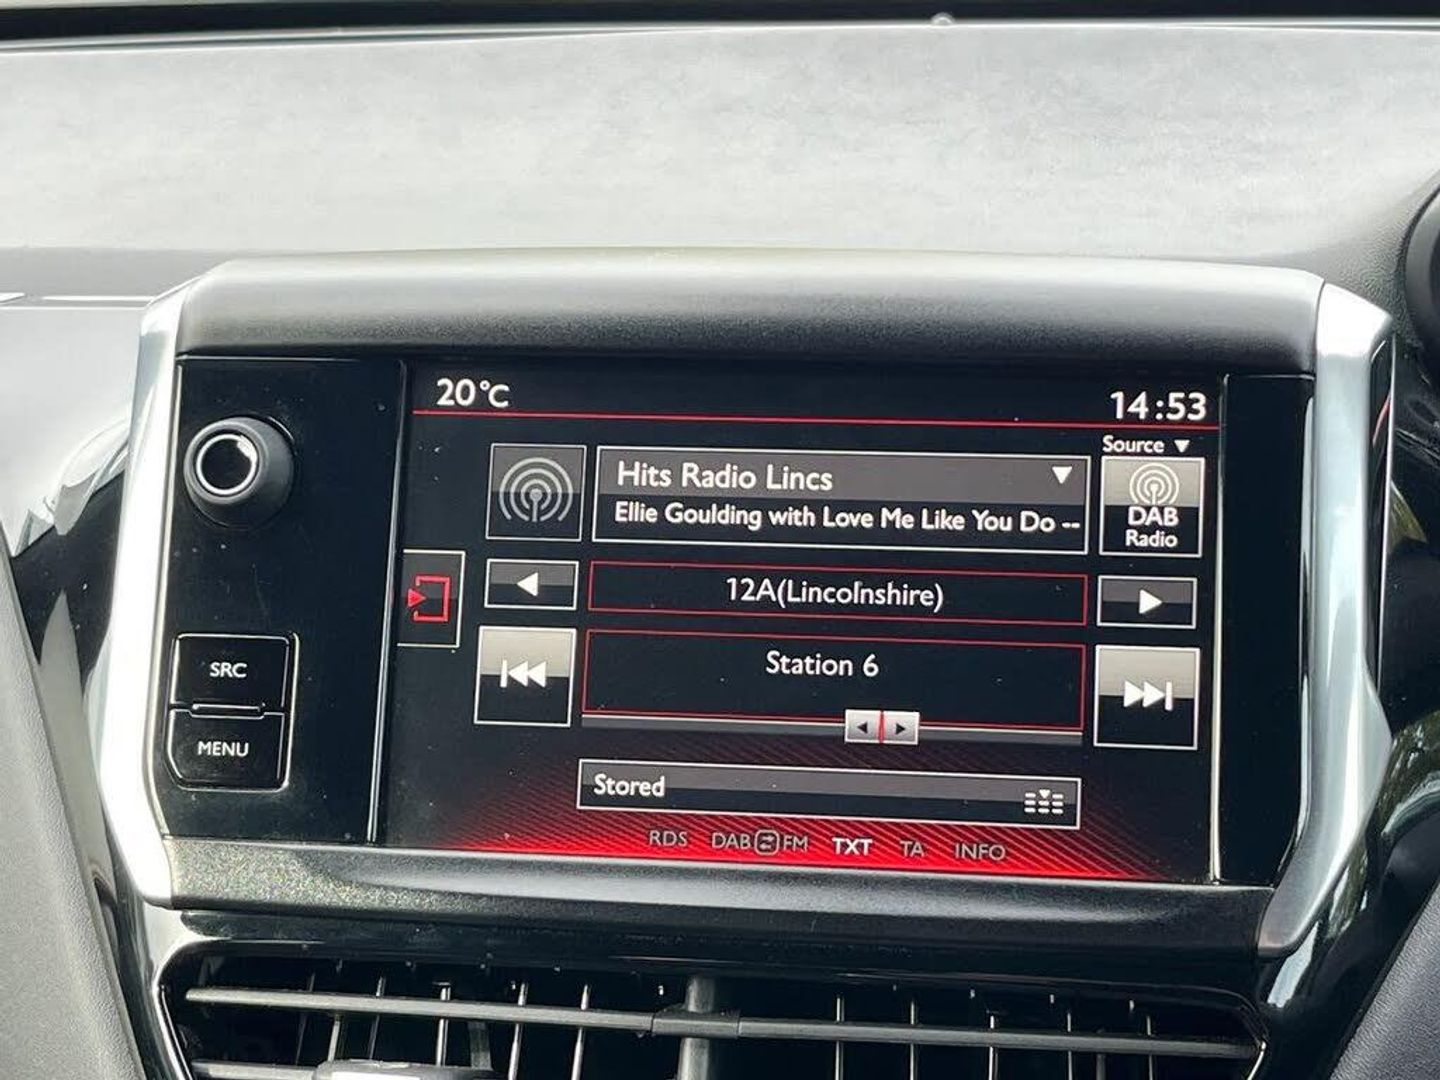 20°C 14:53
Source
Hits Radio Lincs
Ellie Goulding with Love Me Like You Do --
DAB
Radio
12A(Lincolnshire)
SRC
Station 6
MENU
Stored
RDS DAB FM TXT TA INFO